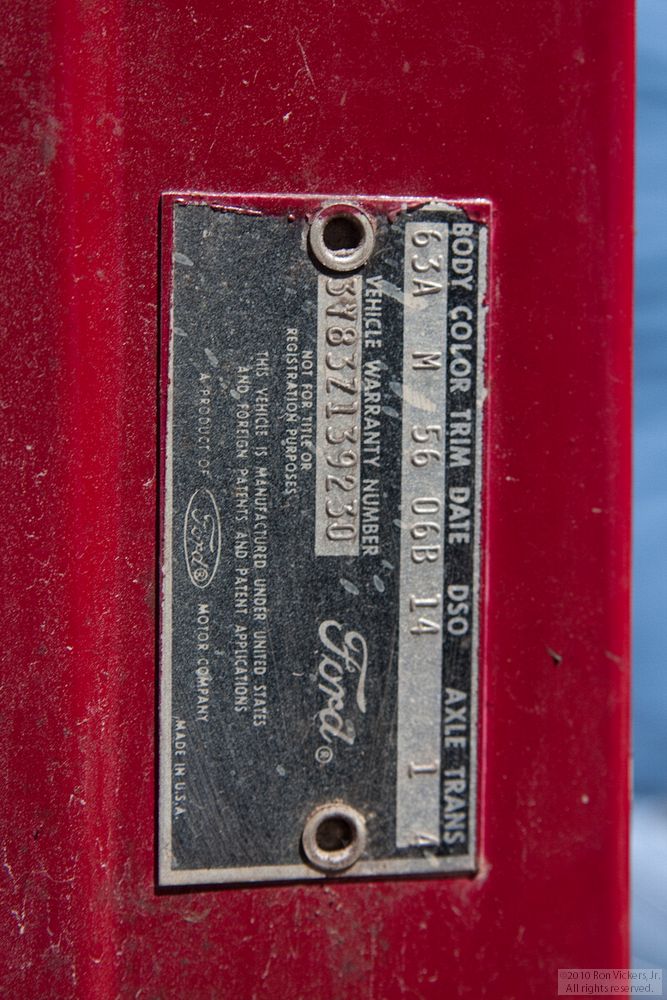 BODY COLOR TRIM DATE DSO AXLE TRANS
63A M 56 06B 14 1 4
VEHICLE WARRANTY NUMBER
3Y83Z139230
Ford®
NOT FOR TITLE OR
REGISTRATION PURPOSES
THIS VEHICLE IS MANUFACTURED UNDER UNITED STATES
AND FOREIGN PATENTS AND PATENT APPLICATIONS
A PRODUCT OF Ford® MOTOR COMPANY
MADE IN U.S.A.
©2010 Ron Vickers, Jr.
All rights reserved.